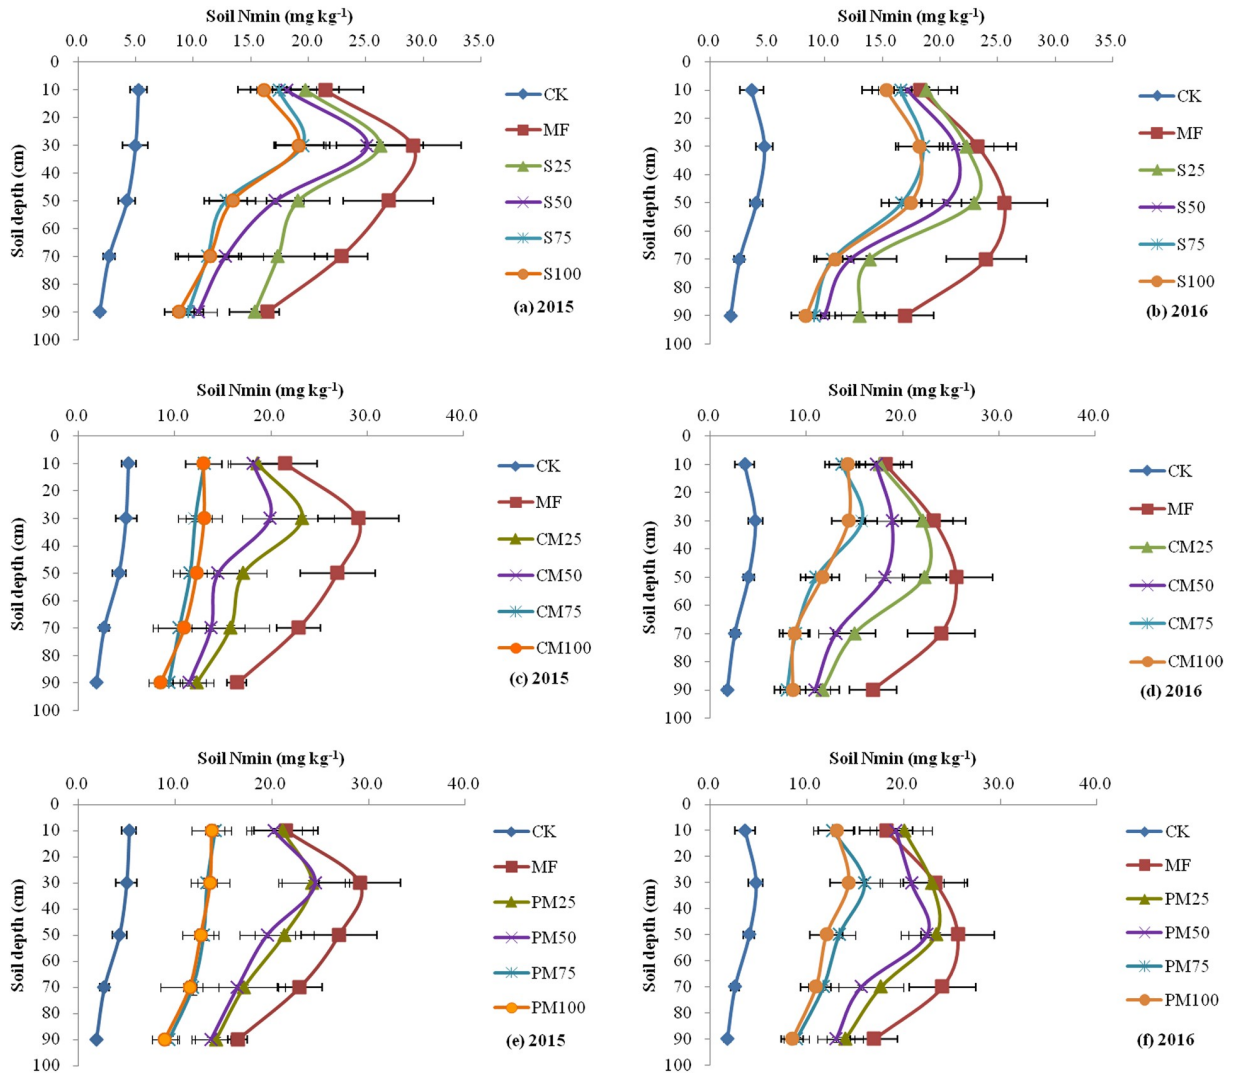 Soil Nmin (mg kg-1)
0.0 5.0 10.0 15.0 20.0 25.0 30.0 35.0
0
10
20
30
40
50
60
70
80
90
100
Soil depth (cm)
CK
MF
S25
S50
S75
S100
(a) 2015
Soil Nmin (mg kg-1)
0.0 5.0 10.0 15.0 20.0 25.0 30.0 35.0
0
10
20
30
40
50
60
70
80
90
100
Soil depth (cm)
CK
MF
S25
S50
S75
S100
(b) 2016
Soil Nmin (mg kg-1)
0.0 10.0 20.0 30.0 40.0
0
10
20
30
40
50
60
70
80
90
100
Soil depth (cm)
CK
MF
CM25
CM50
CM75
CM100
(c) 2015
Soil Nmin (mg kg-1)
0.0 10.0 20.0 30.0 40.0
0
10
20
30
40
50
60
70
80
90
100
Soil depth (cm)
CK
MF
CM25
CM50
CM75
CM100
(d) 2016
Soil Nmin (mg kg-1)
0.0 10.0 20.0 30.0 40.0
0
10
20
30
40
50
60
70
80
90
100
Soil depth (cm)
CK
MF
PM25
PM50
PM75
PM100
(e) 2015
Soil Nmin (mg kg-1)
0.0 10.0 20.0 30.0 40.0
0
10
20
30
40
50
60
70
80
90
100
Soil depth (cm)
CK
MF
PM25
PM50
PM75
PM100
(f) 2016